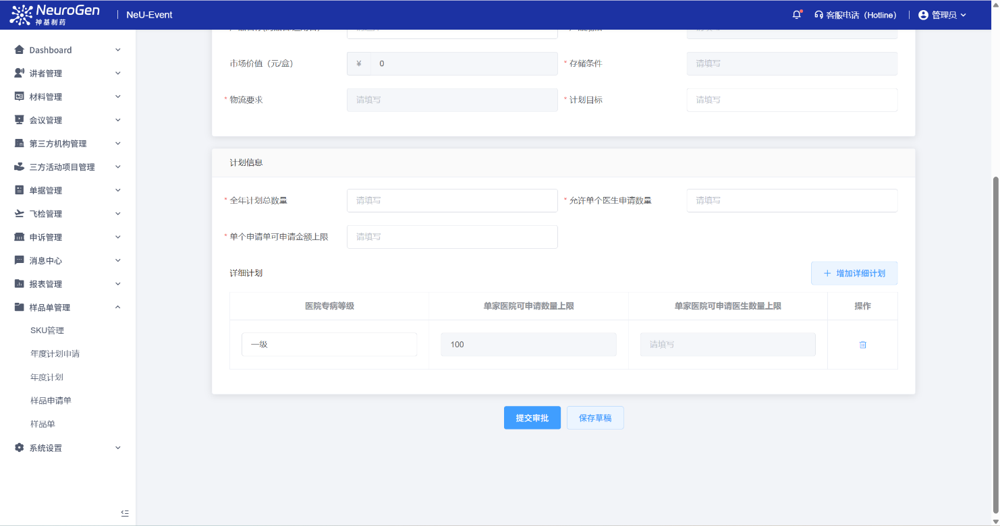 NeuroGen
神基制药
NeU-Event
客服电话（Hotline）
管理员
Dashboard
讲者管理
材料管理
会议管理
第三方机构管理
三方活动项目管理
单据管理
飞检管理
申诉管理
消息中心
报表管理
样品单管理
SKU管理
年度计划申请
年度计划
样品申请单
样品单
系统设置
市场价值（元/盒）
¥ 0
* 存储条件
请填写
* 物流要求
请填写
* 计划目标
请填写
计划信息
* 全年计划总数量
请填写
* 允许单个医生申请数量
请填写
* 单个申请单可申请金额上限
请填写
详细计划
+ 增加详细计划
医院专病等级 单家医院可申请数量上限 单家医院可申请医生数量上限 操作
一级 100 请填写
提交审批 保存草稿